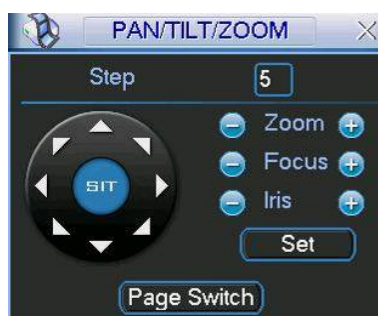 PAN/TILT/ZOOM
Step 5
SIT
Zoom
Focus
Iris
Set
Page Switch